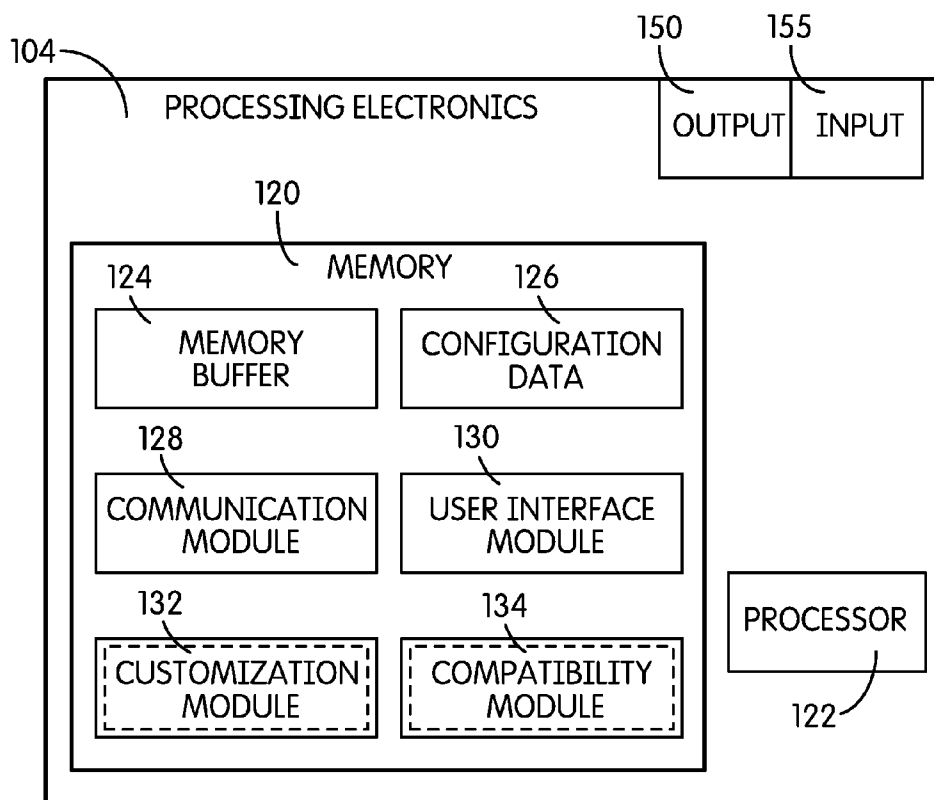 150
155
104
PROCESSING ELECTRONICS
OUTPUT
INPUT
120
MEMORY
124
126
MEMORY
BUFFER
CONFIGURATION
DATA
128
130
COMMUNICATION
MODULE
USER INTERFACE
MODULE
132
134
CUSTOMIZATION
MODULE
COMPATIBILITY
MODULE
PROCESSOR
122